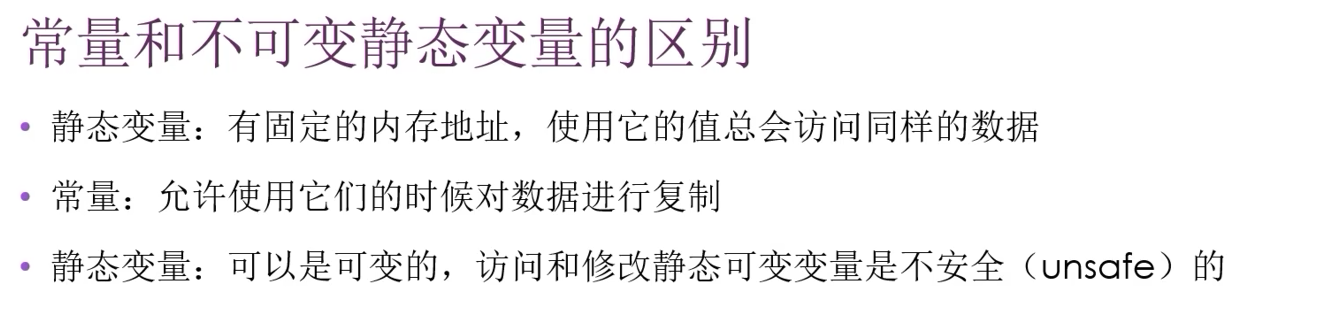 常量和不可变静态变量的区别
• 静态变量：有固定的内存地址，使用它的值总会访问同样的数据
• 常量：允许使用它们的时候对数据进行复制
• 静态变量：可以是可变的，访问和修改静态可变变量是不安全（unsafe）的